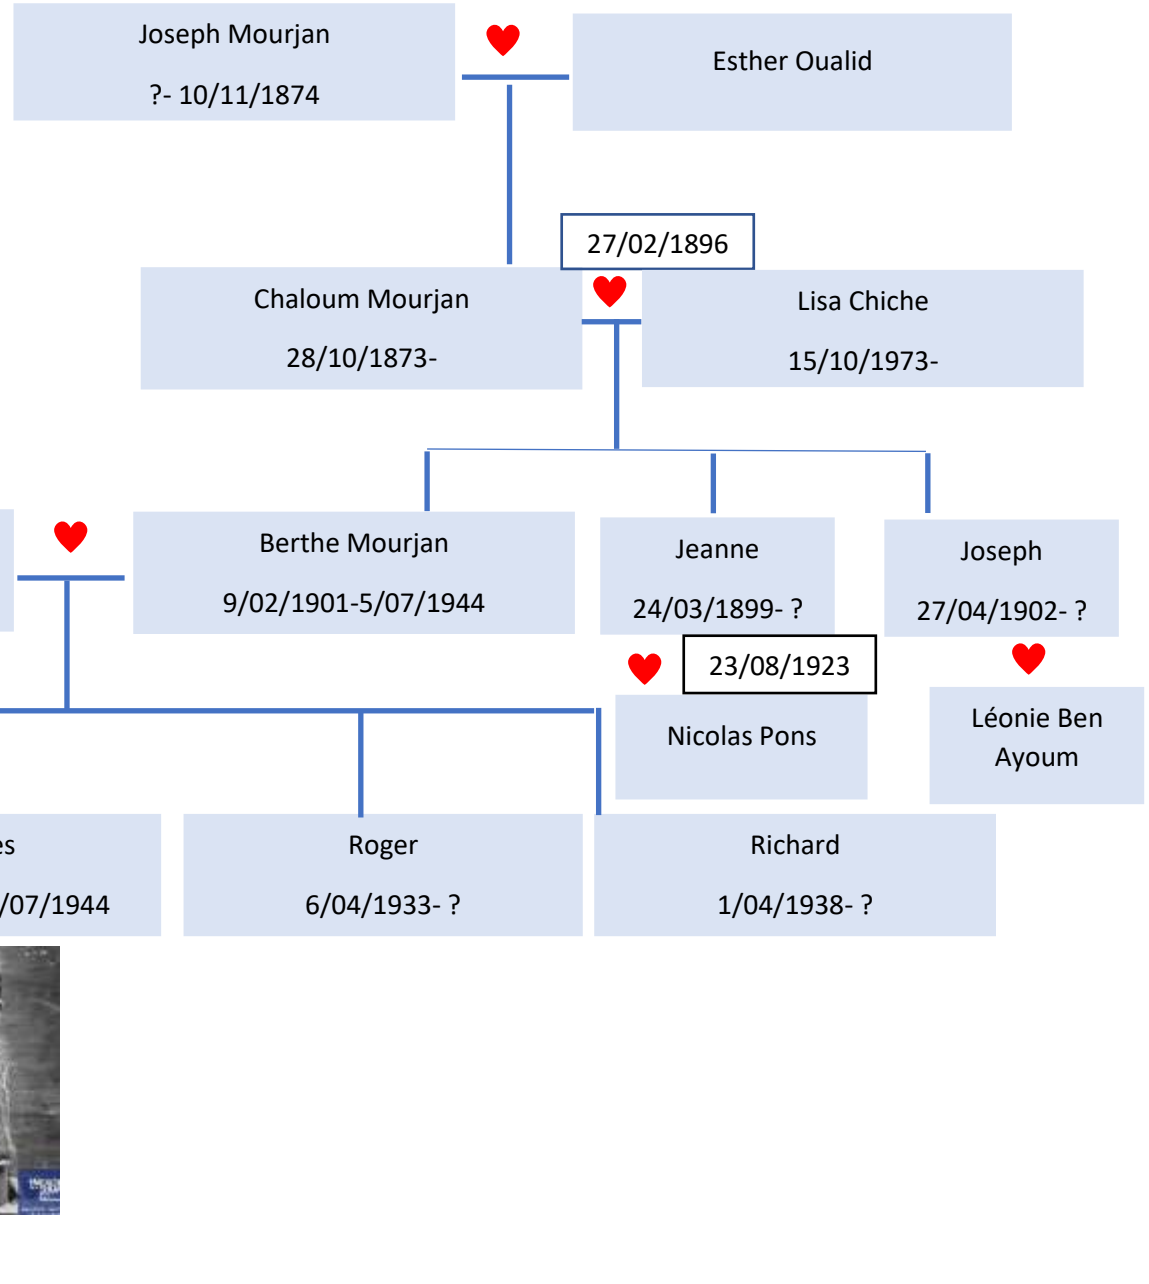 Joseph Mourjan
?- 10/11/1874
Esther Oualid
27/02/1896
Chaloum Mourjan
28/10/1873-
Lisa Chiche
15/10/1973-
Berthe Mourjan
9/02/1901-5/07/1944
Jeanne
24/03/1899- ?
Joseph
27/04/1902- ?
23/08/1923
Nicolas Pons
Léonie Ben
Ayoum
es
/07/1944
Roger
6/04/1933- ?
Richard
1/04/1938- ?